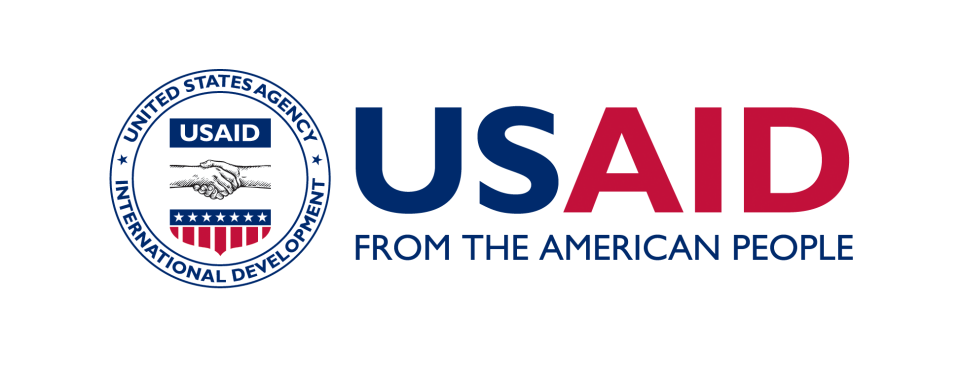 UNITED STATES AGENCY
USAID
INTERNATIONAL DEVELOPMENT
USAID
FROM THE AMERICAN PEOPLE